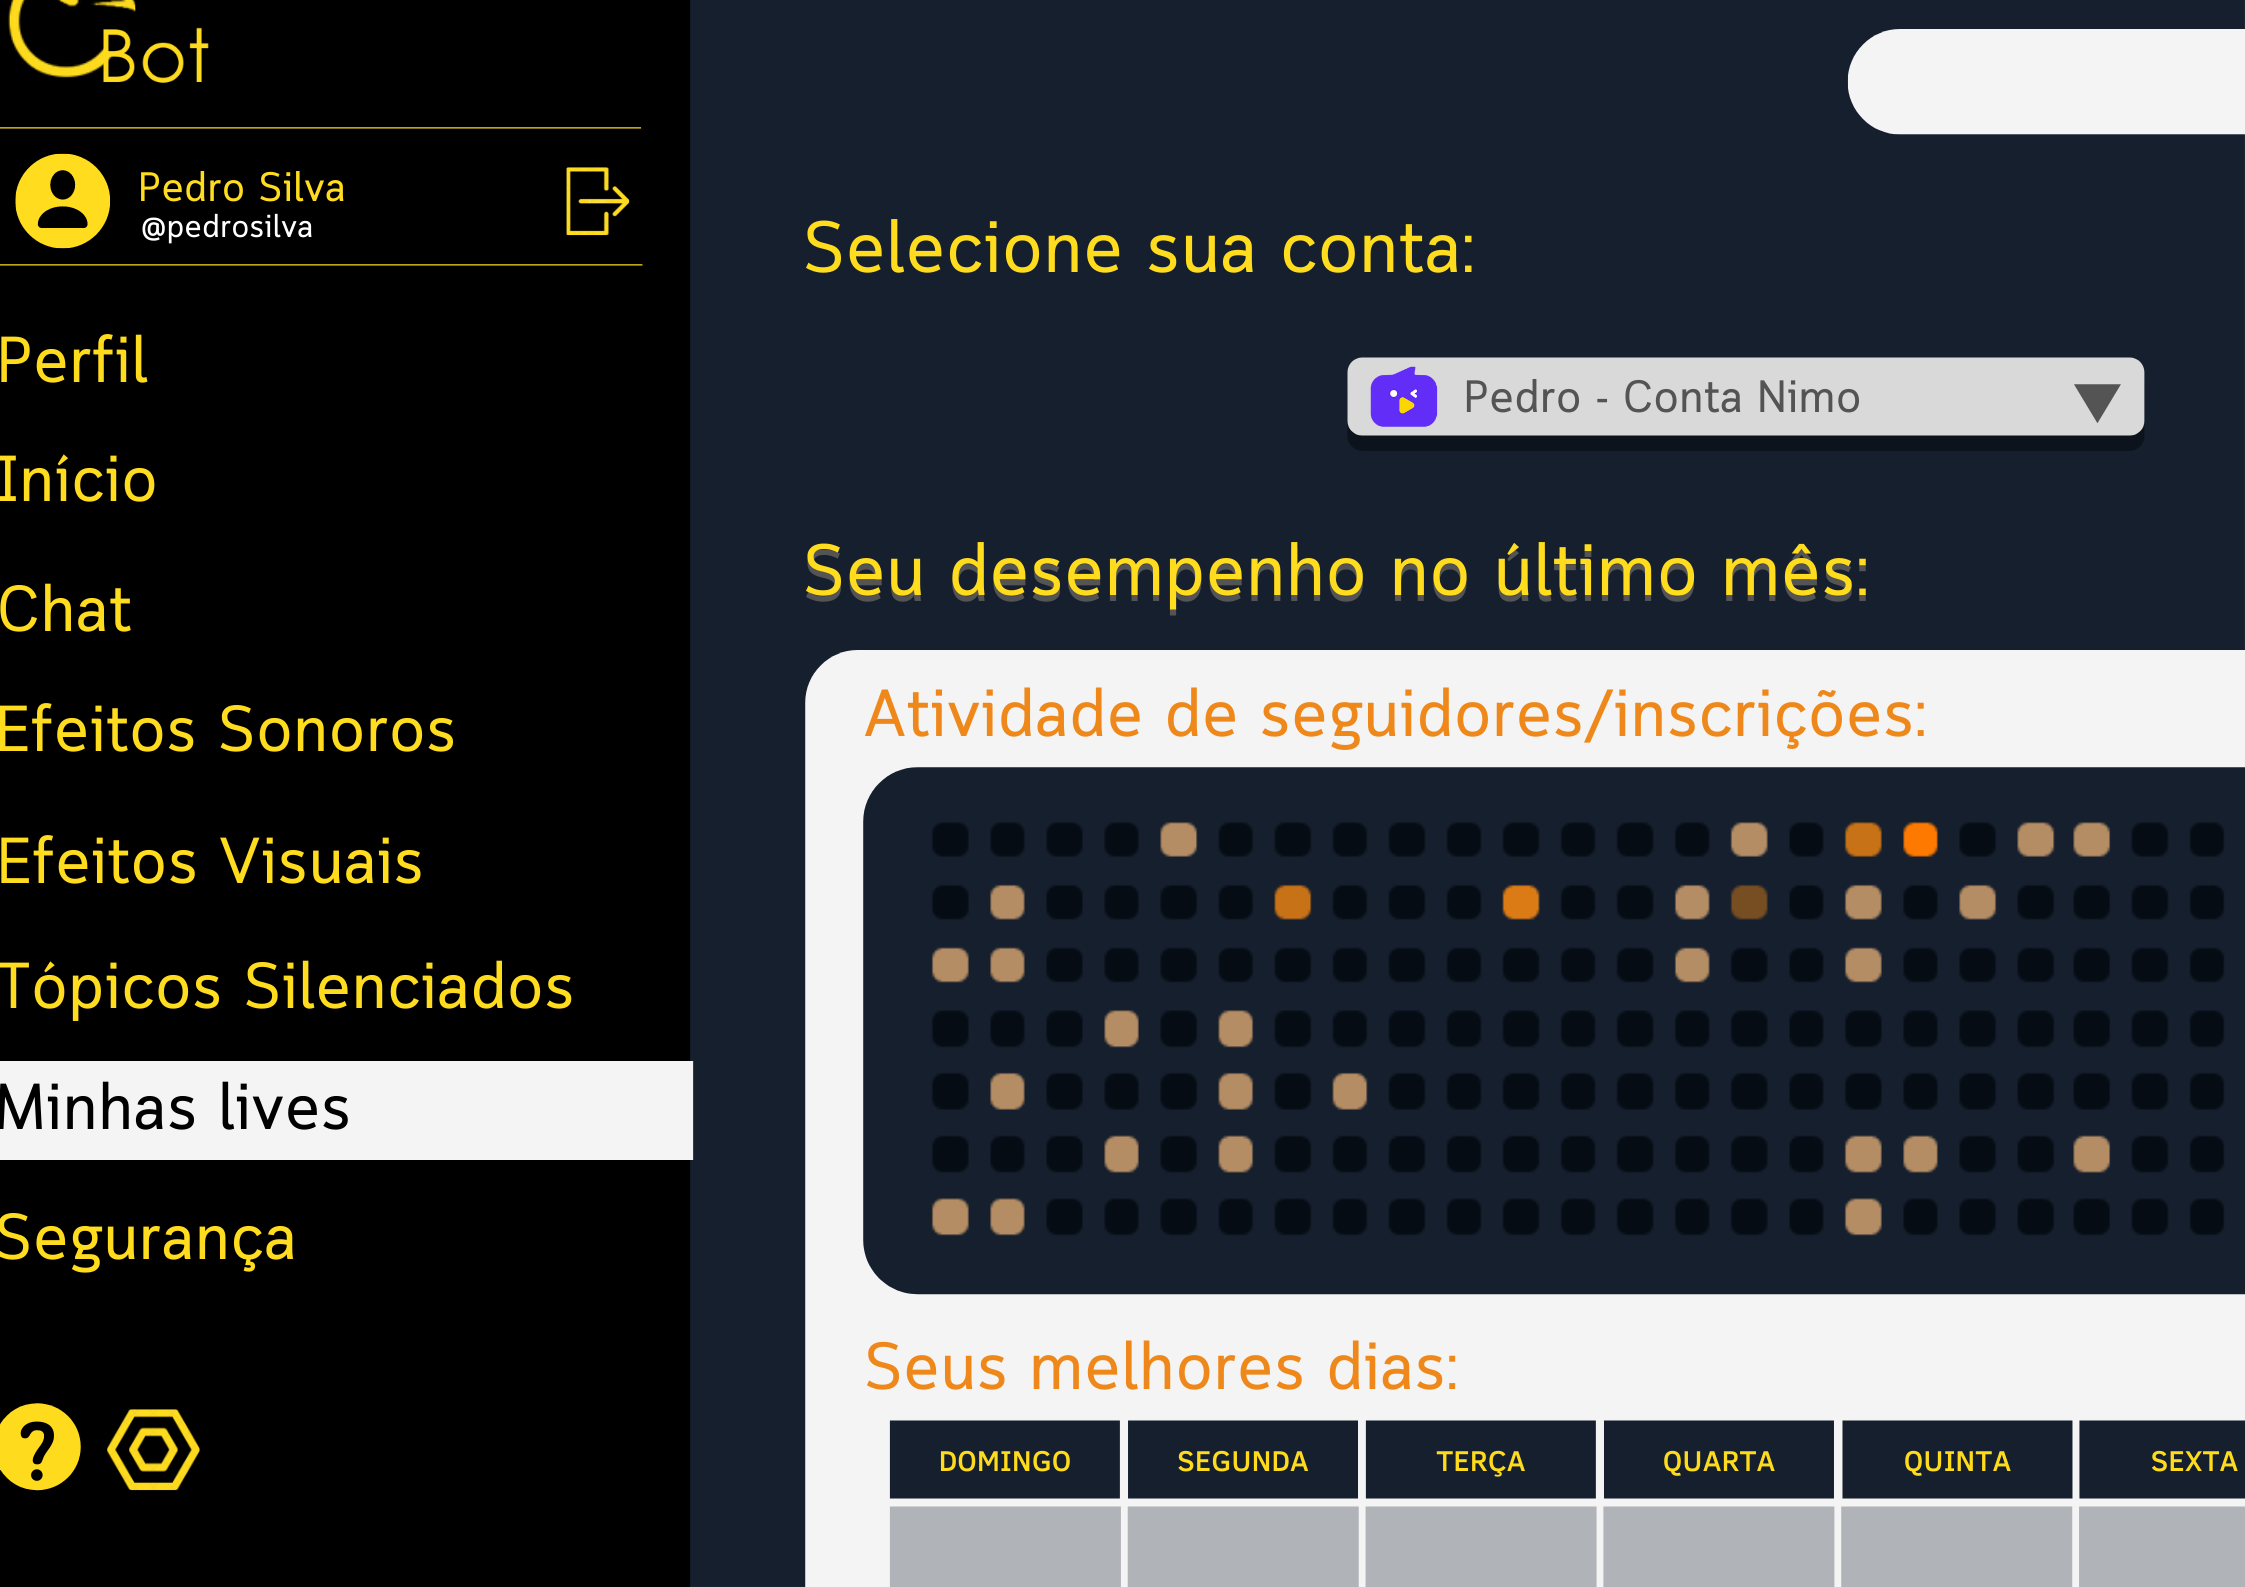 Bot
Pedro Silva
@pedrosilva
Perfil
Início
Chat
Efeitos Sonoros
Efeitos Visuais
Tópicos Silenciados
Minhas lives
Segurança
?
Selecione sua conta:
Pedro - Conta Nimo
Seu desempenho no último mês:
Atividade de seguidores/inscrições:
Seus melhores dias:
DOMINGO SEGUNDA TERÇA QUARTA QUINTA SEXTA